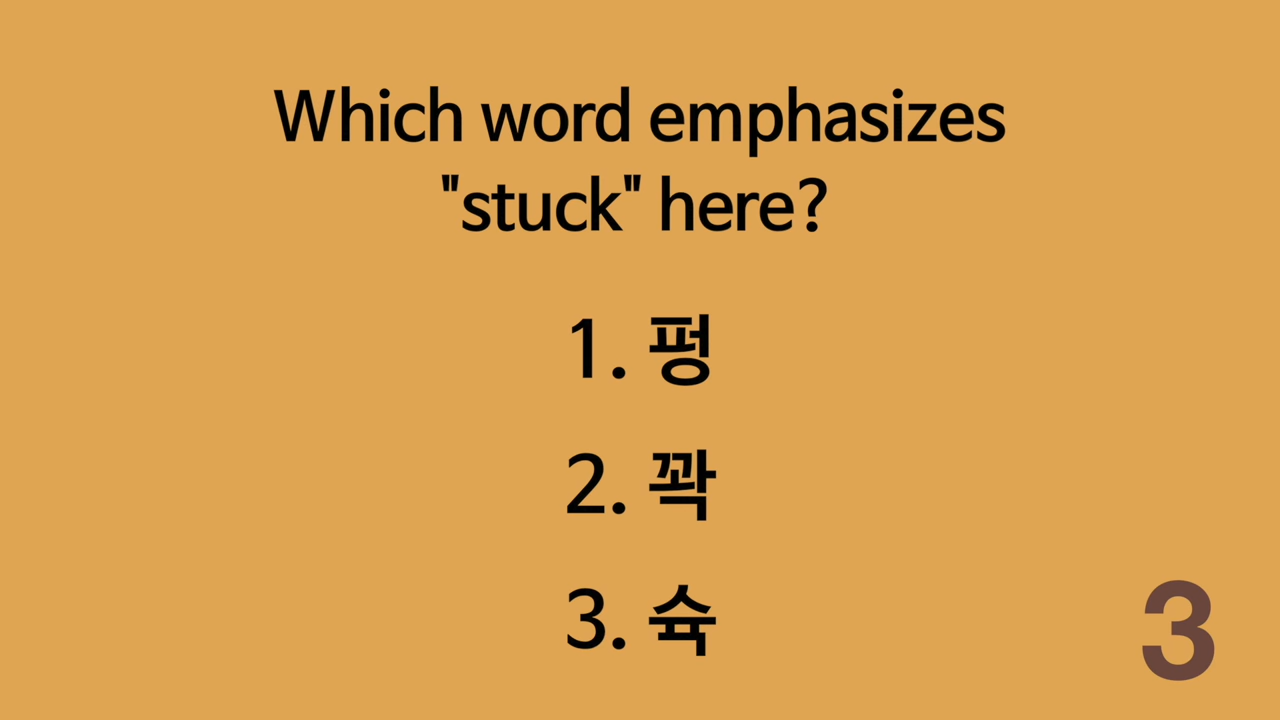 Which word emphasizes
"stuck" here?
1. 펑
2. 꽉
3. 슉
3